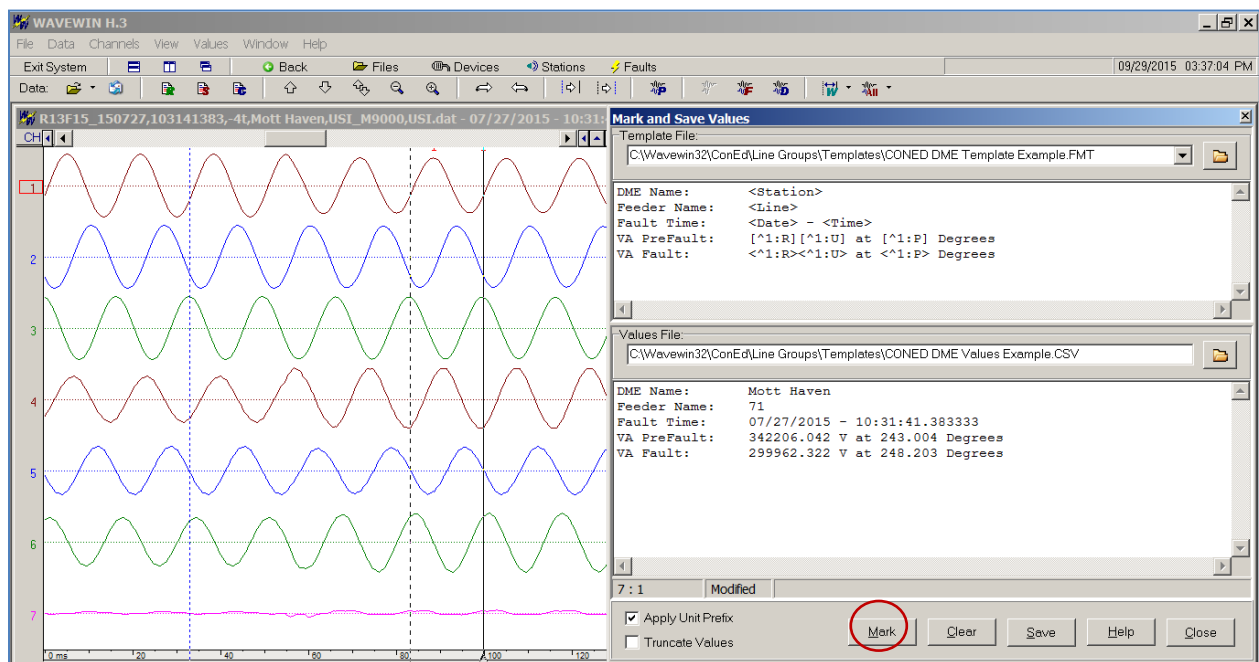 WAVEWIN H.3
File Data Channels View Values Window Help
Exit System Back Files Devices Stations Faults 09/29/2015 03:37:04 PM
Data:
R13F15_150727,103141383,-4t,Mott Haven,USI_M9000,USI.dat - 07/27/2015 - 10:31:
CH
1
2
3
4
5
6
7
0 ms 20 40 60 80 100 120
Mark and Save Values
Template File:
C:\Wavewin32\ConEd\Line Groups\Templates\CONED DME Template Example.FMT
DME Name: <Station>
Feeder Name: <Line>
Fault Time: <Date> - <Time>
VA PreFault: [^1:R][^1:U] at [^1:P] Degrees
VA Fault: <^1:R><^1:U> at <^1:P> Degrees
Values File:
C:\Wavewin32\ConEd\Line Groups\Templates\CONED DME Values Example.CSV
DME Name: Mott Haven
Feeder Name: 71
Fault Time: 07/27/2015 - 10:31:41.383333
VA PreFault: 342206.042 V at 243.004 Degrees
VA Fault: 299962.322 V at 248.203 Degrees
7 : 1 Modified
Apply Unit Prefix
Truncate Values
Mark Clear Save Help Close